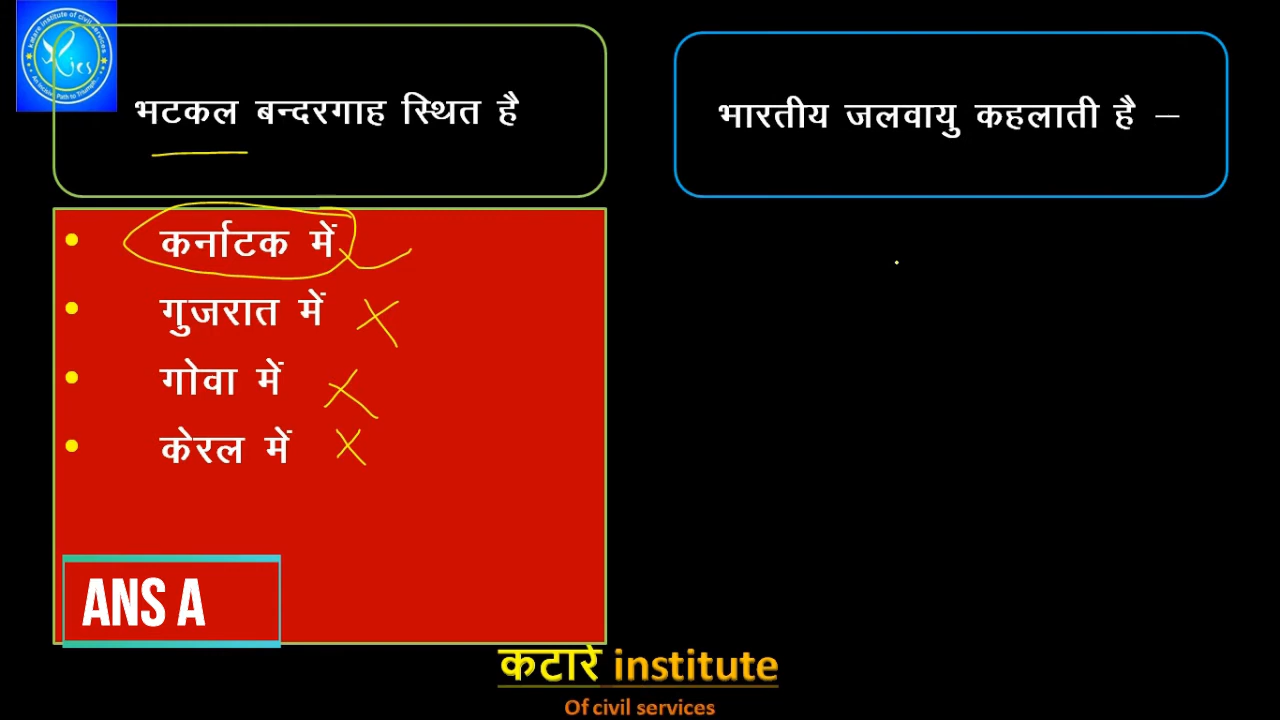 भटकल बन्दरगाह स्थित है
• कर्नाटक में
• गुजरात में
• गोवा में
• केरल में
ANS A
भारतीय जलवायु कहलाती है –
कटारे institute
Of civil services